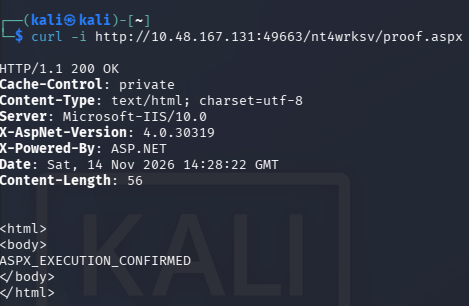 ┌──(kali㉿kali)-[~]
└─$ curl -i http://10.48.167.131:49663/nt4wrksv/proof.aspx
HTTP/1.1 200 OK
Cache-Control: private
Content-Type: text/html; charset=utf-8
Server: Microsoft-IIS/10.0
X-AspNet-Version: 4.0.30319
X-Powered-By: ASP.NET
Date: Sat, 14 Nov 2026 14:28:22 GMT
Content-Length: 56
<html>
<body>
ASPX_EXECUTION_CONFIRMED
</body>
</html>
KALI